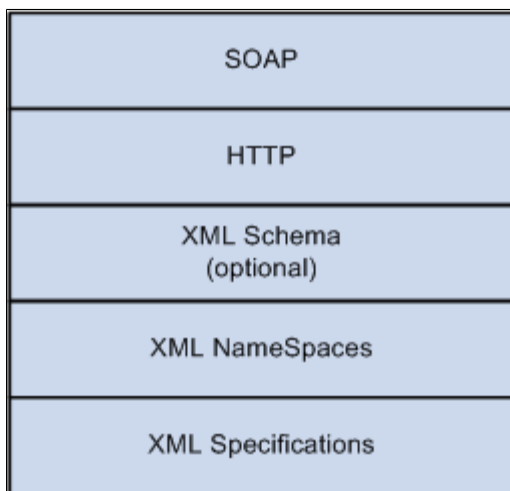 SOAP
HTTP
XML Schema
(optional)
XML NameSpaces
XML Specifications